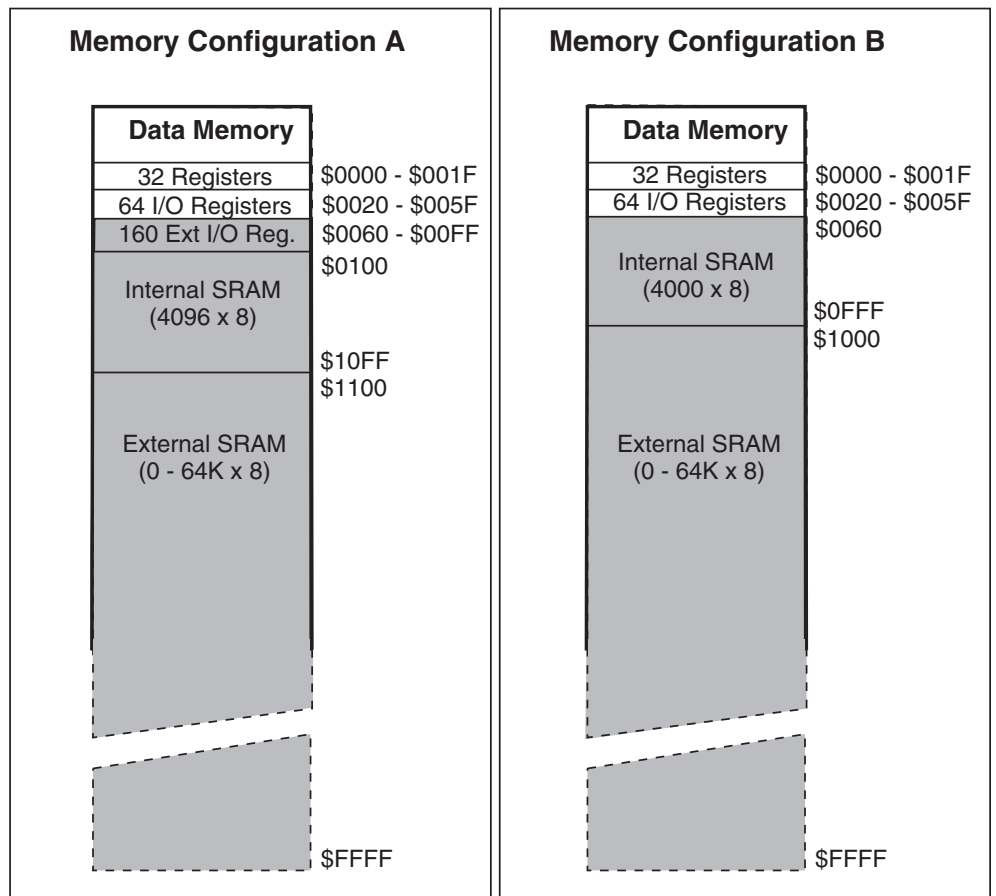 Memory Configuration A
Data Memory
32 Registers
$0000 - $001F
64 I/O Registers
$0020 - $005F
160 Ext I/O Reg.
$0060 - $00FF
$0100
Internal SRAM
(4096 x 8)
$10FF
$1100
External SRAM
(0 - 64K x 8)
$FFFF
Memory Configuration B
Data Memory
32 Registers
$0000 - $001F
64 I/O Registers
$0020 - $005F
$0060
Internal SRAM
(4000 x 8)
$0FFF
$1000
External SRAM
(0 - 64K x 8)
$FFFF